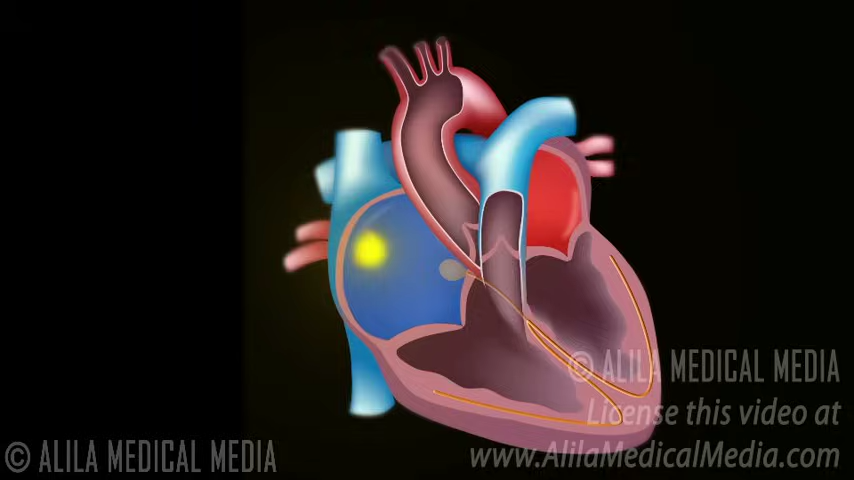 © ALILA MEDICAL MEDIA
License this video at
www.AlilaMedicalMedia.com
© ALILA MEDICAL MEDIA